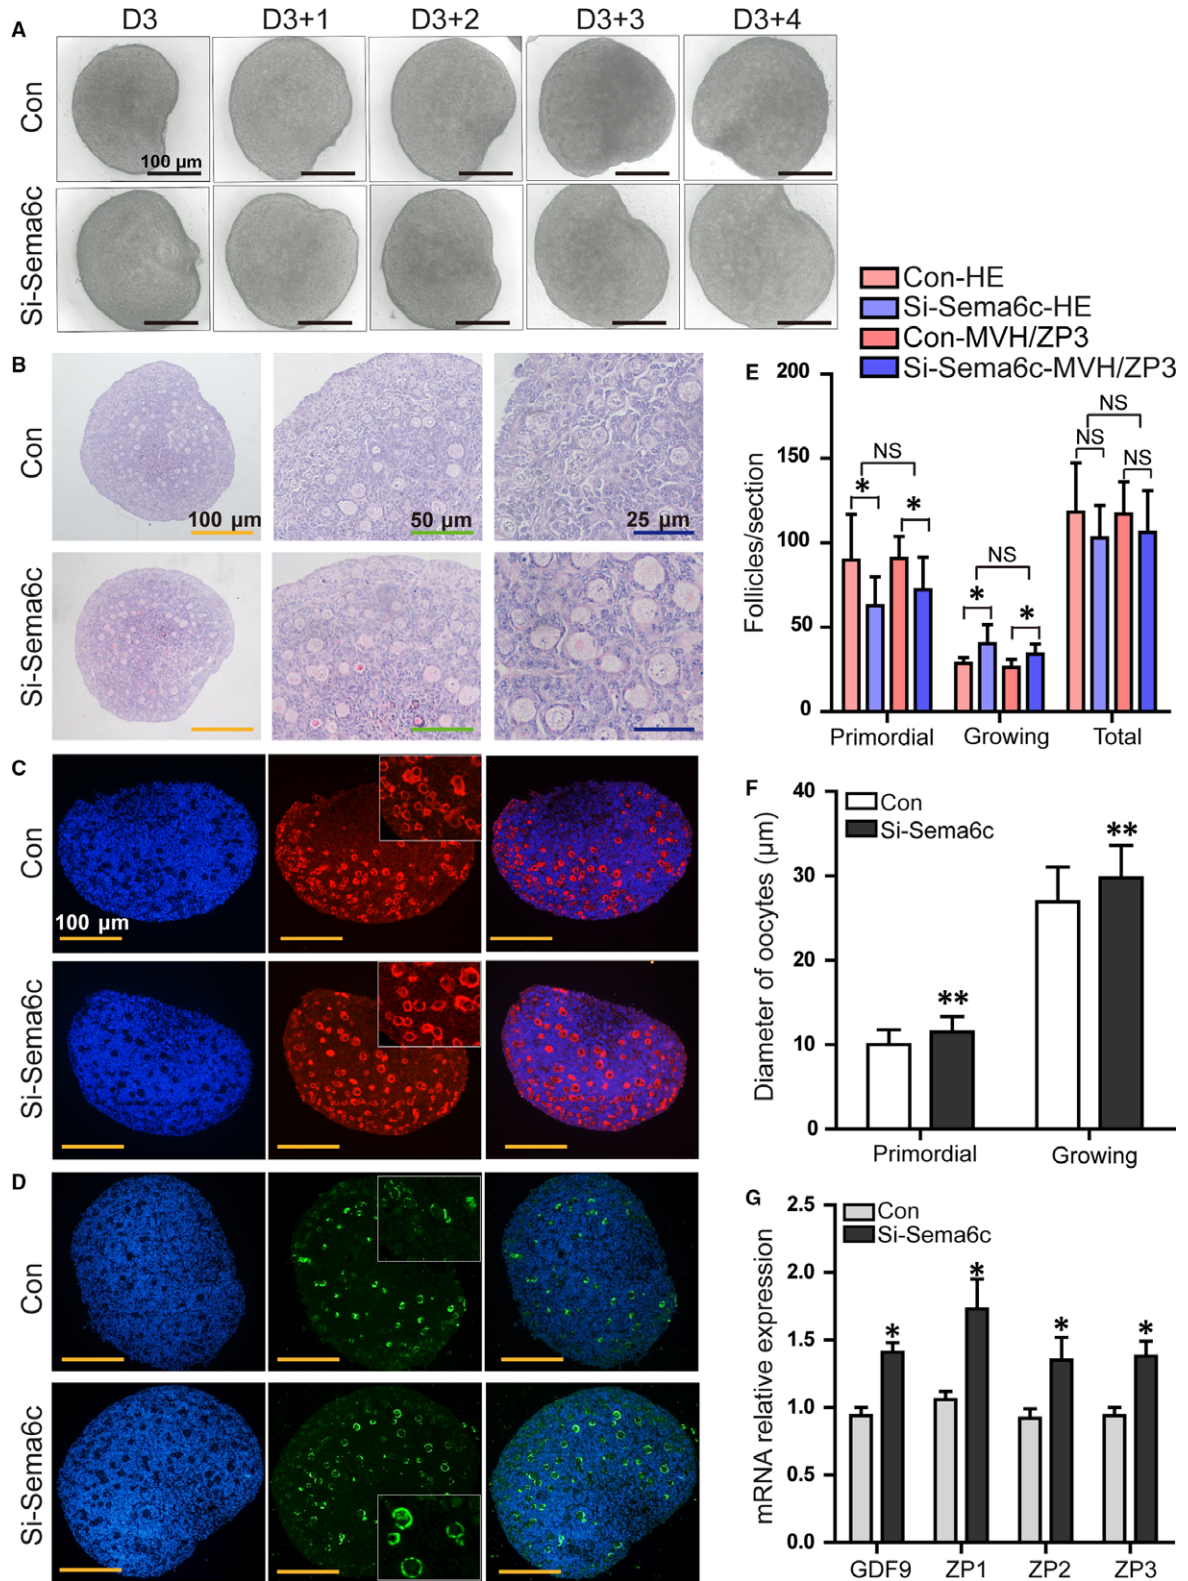 A
D3 D3+1 D3+2 D3+3 D3+4
Con
100 µm
Si-Sema6c
B
Con
100 µm
50 µm
25 µm
Si-Sema6c
C
Con
100 µm
Si-Sema6c
D
Con
Si-Sema6c
Con-HE
Si-Sema6c-HE
Con-MVH/ZP3
Si-Sema6c-MVH/ZP3
E
Follicles/section
200
150
100
50
0
NS
*
*
NS
*
*
NS
NS
NS
Primordial Growing Total
F
Diameter of oocytes (µm)
40
30
20
10
0
Con
Si-Sema6c
**
**
Primordial Growing
G
mRNA relative expression
2.5
2.0
1.5
1.0
0.5
0.0
Con
Si-Sema6c
*
*
*
*
GDF9 ZP1 ZP2 ZP3